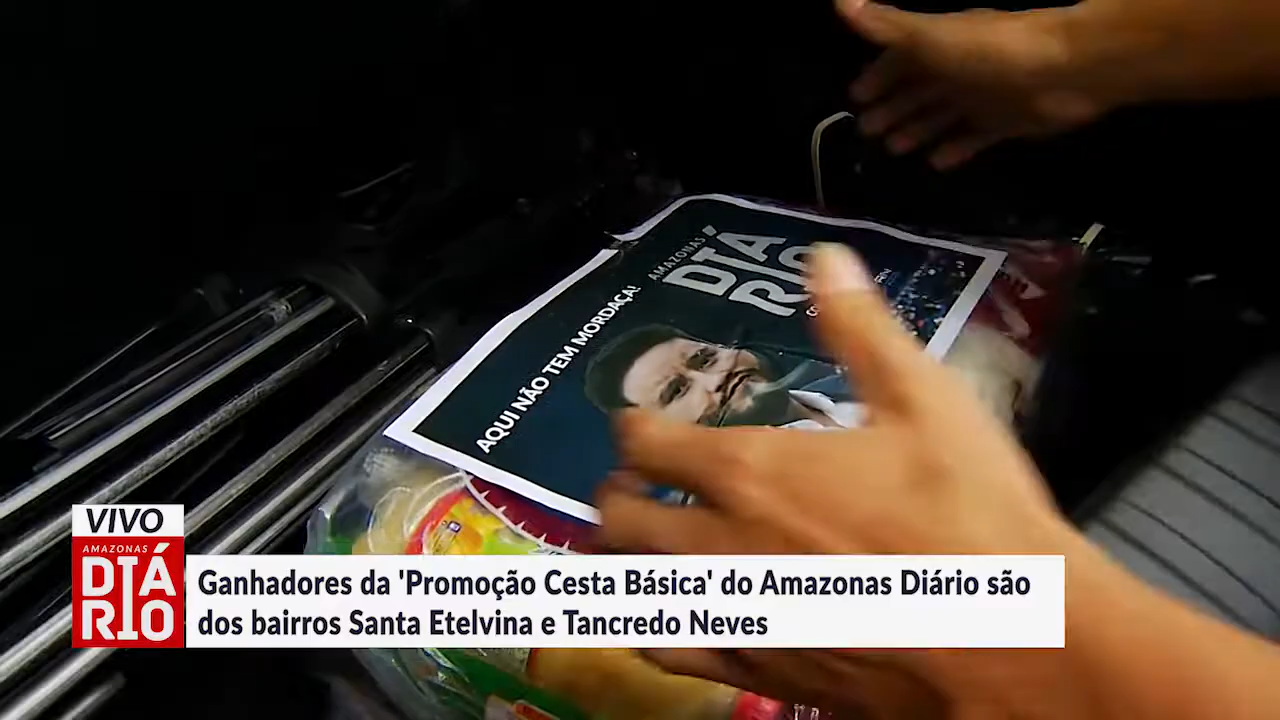 AMAZONAS
DIÁ
RIO
AQUI NÃO TEM MORDAÇA!
VIVO
AMAZONAS
DIÁ
RIO
Ganhadores da 'Promoção Cesta Básica' do Amazonas Diário são
dos bairros Santa Etelvina e Tancredo Neves